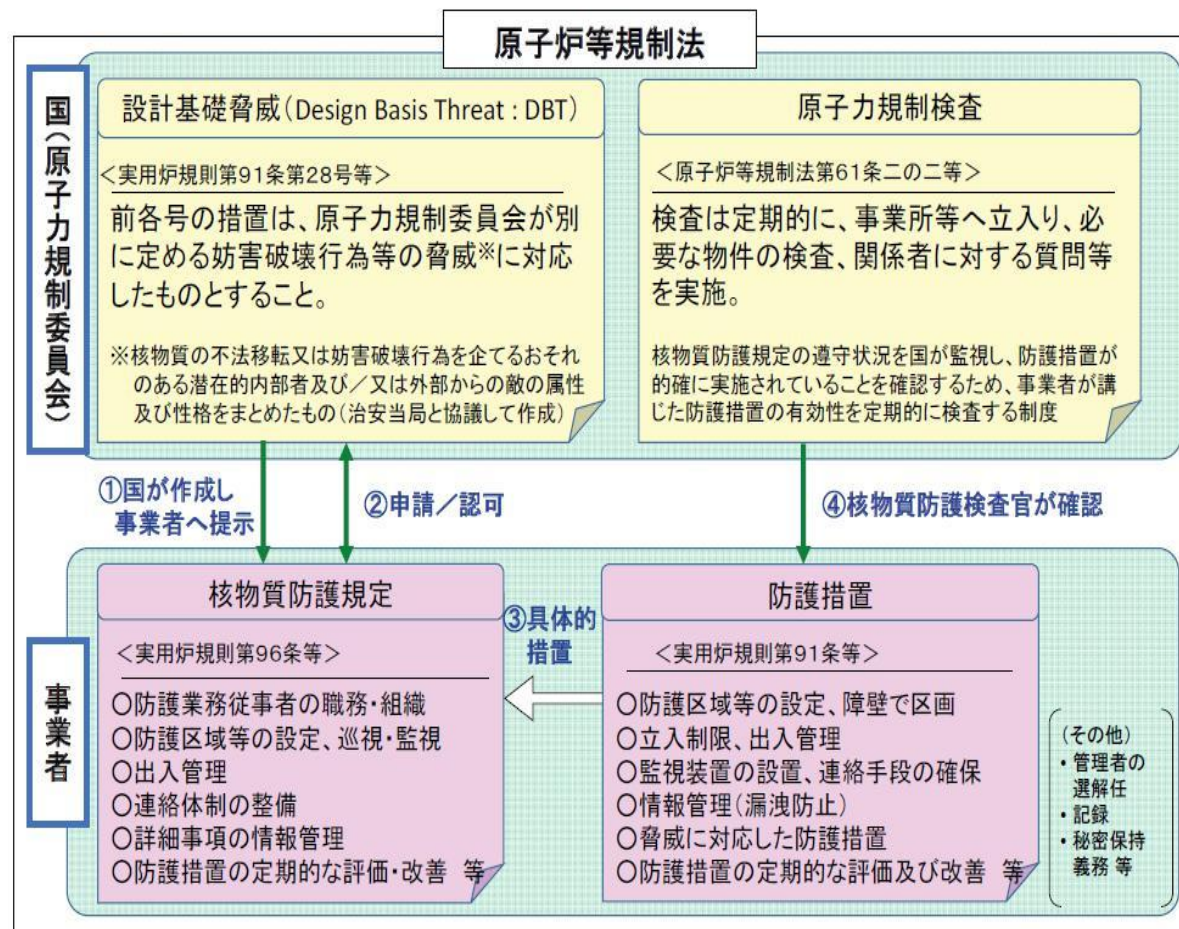 原子炉等規制法
国(原子力規制委員会)
設計基礎脅威(Design Basis Threat : DBT)
<実用炉規則第91条第28号等>
前各号の措置は、原子力規制委員会が別
に定める妨害破壊行為等の脅威※に対応
したものとすること。
※核物質の不法移転又は妨害破壊行為を企てるおそれ
のある潜在的内部者及び/又は外部からの敵の属性
及び性格をまとめたもの(治安当局と協議して作成)
原子力規制検査
<原子炉等規制法第61条二の二等>
検査は定期的に、事業所等へ立入り、必
要な物件の検査、関係者に対する質問等
を実施。
核物質防護規定の遵守状況を国が監視し、防護措置が
的確に実施されていることを確認するため、事業者が講
じた防護措置の有効性を定期的に検査する制度
①国が作成し
事業者へ提示
②申請/認可
④核物質防護検査官が確認
事業者
核物質防護規定
<実用炉規則第96条等>
○防護業務従事者の職務・組織
○防護区域等の設定、巡視・監視
○出入管理
○連絡体制の整備
○詳細事項の情報管理
○防護措置の定期的な評価・改善 等
③具体的
措置
防護措置
<実用炉規則第91条等>
○防護区域等の設定、障壁で区画
○立入制限、出入管理
○監視装置の設置、連絡手段の確保
○情報管理(漏洩防止)
○脅威に対応した防護措置
○防護措置の定期的な評価及び改善 等
(その他)
・管理者の
選解任
・記録
・秘密保持
義務 等